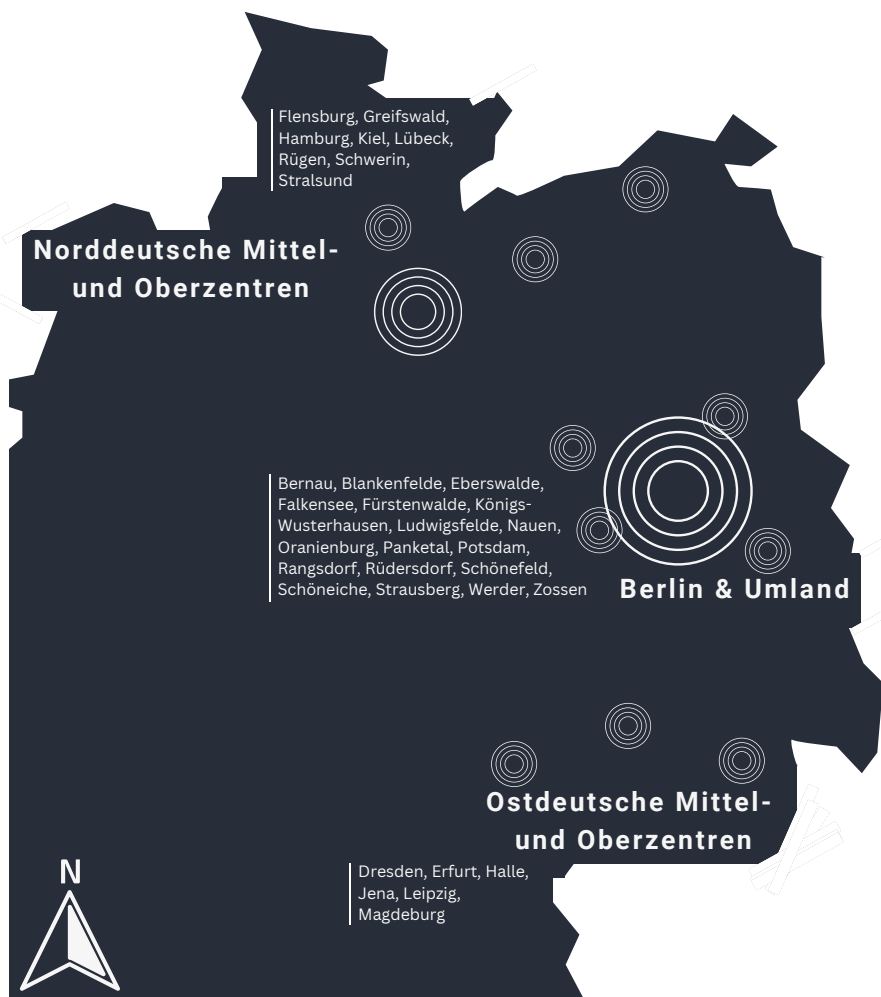 Flensburg, Greifswald,
Hamburg, Kiel, Lübeck,
Rügen, Schwerin,
Stralsund
Norddeutsche Mittel-
und Oberzentren
Bernau, Blankenfelde, Eberswalde,
Falkensee, Fürstenwalde, Königs-
Wusterhausen, Ludwigsfelde, Nauen,
Oranienburg, Panketal, Potsdam,
Rangsdorf, Rüdersdorf, Schönefeld,
Schöneiche, Strausberg, Werder, Zossen
Berlin & Umland
Ostdeutsche Mittel-
und Oberzentren
Dresden, Erfurt, Halle,
Jena, Leipzig,
Magdeburg
N